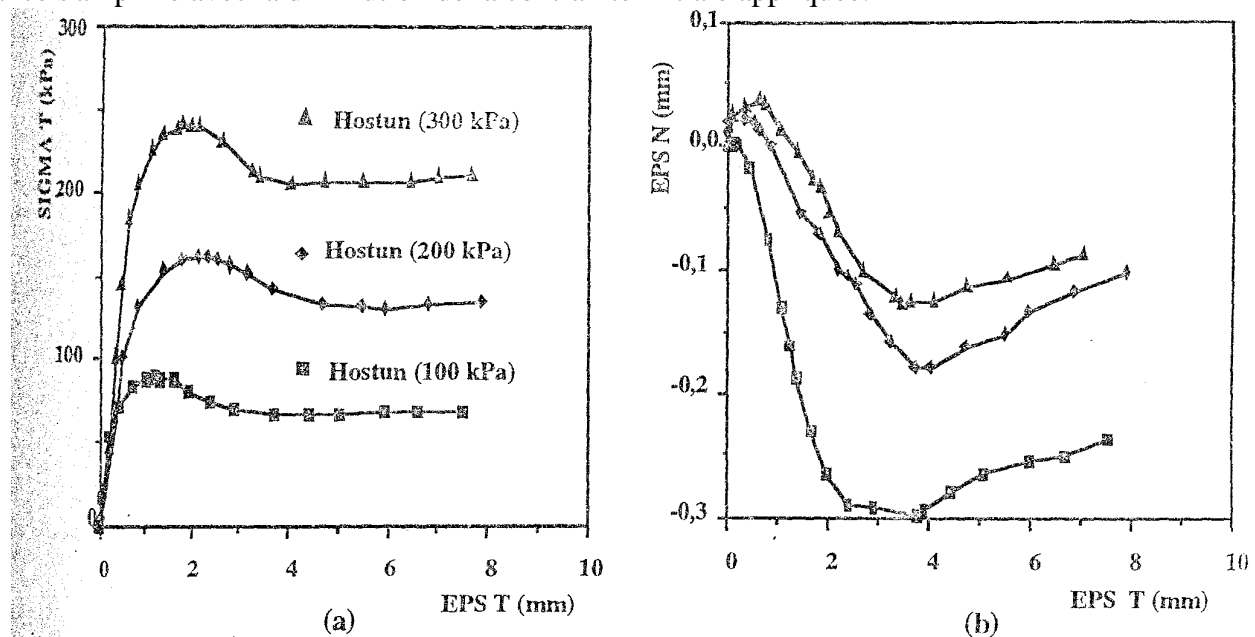 300
200
100
0
SIGMA T (kPa)
Hostun (300 kPa)
Hostun (200 kPa)
Hostun (100 kPa)
0 2 4 6 8 10
EPS T (mm)
(a)
0,1
0,0
-0,1
-0,2
-0,3
EPS N (mm)
0 2 4 6 8 10
EPS T (mm)
(b)